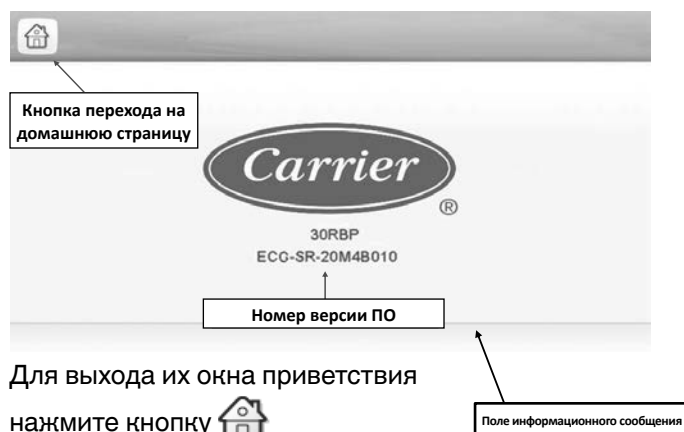 Кнопка перехода на
домашнюю страницу
Carrier
®
30RBP
ECG-SR-20M4B010
Номер версии ПО
Для выхода их окна приветствия
нажмите кнопку
Поле информационного сообщения